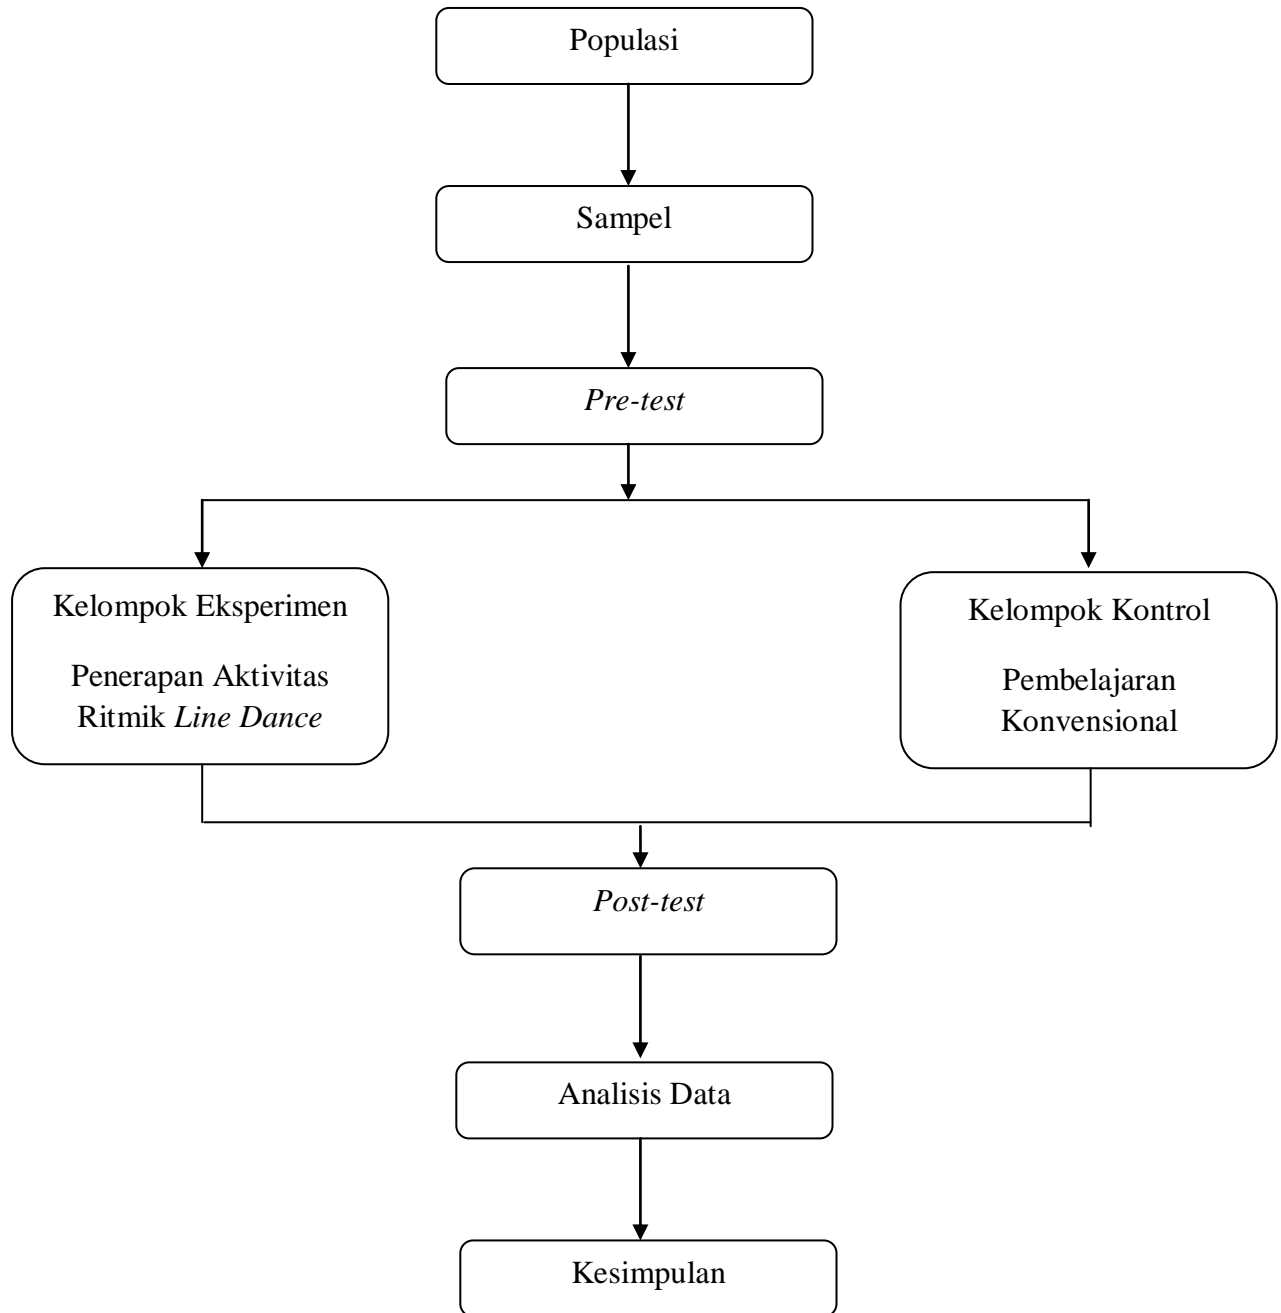 Populasi
Sampel
Pre-test
Kelompok Eksperimen
Penerapan Aktivitas
Ritmik Line Dance
Kelompok Kontrol
Pembelajaran
Konvensional
Post-test
Analisis Data
Kesimpulan